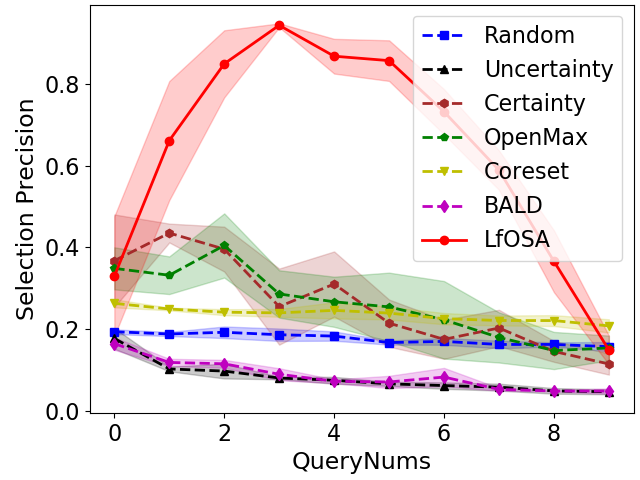 Selection Precision
0.8
0.6
0.4
0.2
0.0
0
2
4
6
8
QueryNums
Random
Uncertainty
Certainty
OpenMax
Coreset
BALD
LfOSA